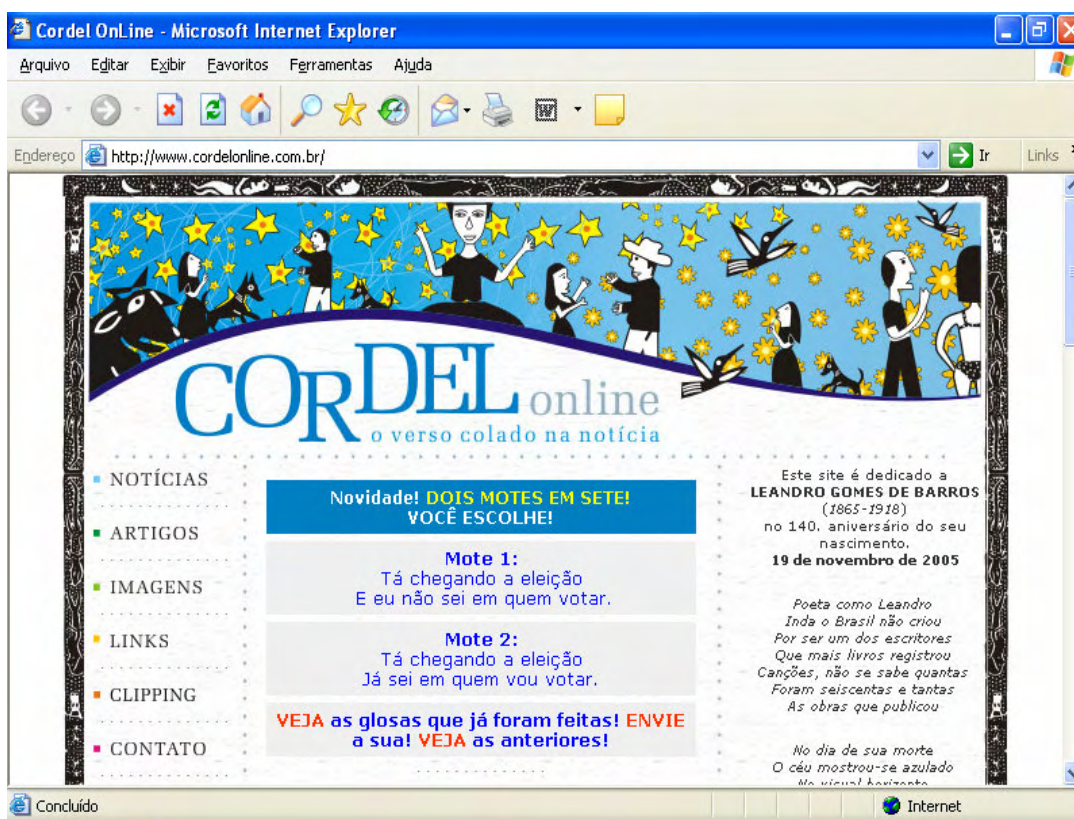 Cordel OnLine - Microsoft Internet Explorer
Arquivo Editar Exibir Favoritos Ferramentas Ajuda
Endereço http://www.cordelonline.com.br/ Ir Links
CORDEL online
o verso colado na notícia
NOTÍCIAS
ARTIGOS
IMAGENS
LINKS
CLIPPING
CONTATO
Novidade! DOIS MOTES EM SETE!
VOCÊ ESCOLHE!
Mote 1:
Tá chegando a eleição
E eu não sei em quem votar.
Mote 2:
Tá chegando a eleição
Já sei em quem vou votar.
VEJA as glosas que já foram feitas! ENVIE
a sua! VEJA as anteriores!
Este site é dedicado a
LEANDRO GOMES DE BARROS
(1865-1918)
no 140. aniversário do seu
nascimento.
19 de novembro de 2005
Poeta como Leandro
Inda o Brasil não criou
Por ser um dos escritores
Que mais livros registrou
Canções, não se sabe quantas
Foram seiscentas e tantas
As obras que publicou
No dia de sua morte
O céu mostrou-se azulado
No visual horizonte
Concluído Internet